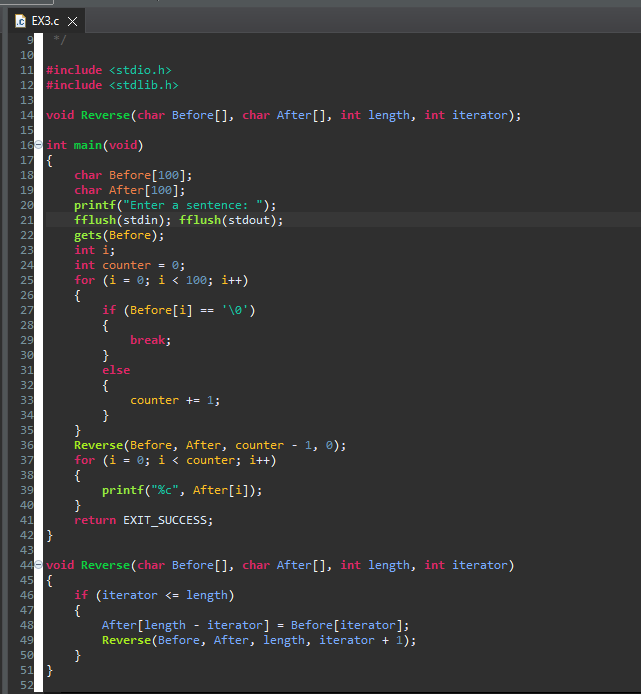 .c EX3.c
9 */
10
11 #include <stdio.h>
12 #include <stdlib.h>
13
14 void Reverse(char Before[], char After[], int length, int iterator);
15
16 int main(void)
17 {
18     char Before[100];
19     char After[100];
20     printf("Enter a sentence: ");
21     fflush(stdin); fflush(stdout);
22     gets(Before);
23     int i;
24     int counter = 0;
25     for (i = 0; i < 100; i++)
26     {
27         if (Before[i] == '\0')
28         {
29             break;
30         }
31         else
32         {
33             counter += 1;
34         }
35     }
36     Reverse(Before, After, counter - 1, 0);
37     for (i = 0; i < counter; i++)
38     {
39         printf("%c", After[i]);
40     }
41     return EXIT_SUCCESS;
42 }
43
44 void Reverse(char Before[], char After[], int length, int iterator)
45 {
46     if (iterator <= length)
47     {
48         After[length - iterator] = Before[iterator];
49         Reverse(Before, After, length, iterator + 1);
50     }
51 }
52